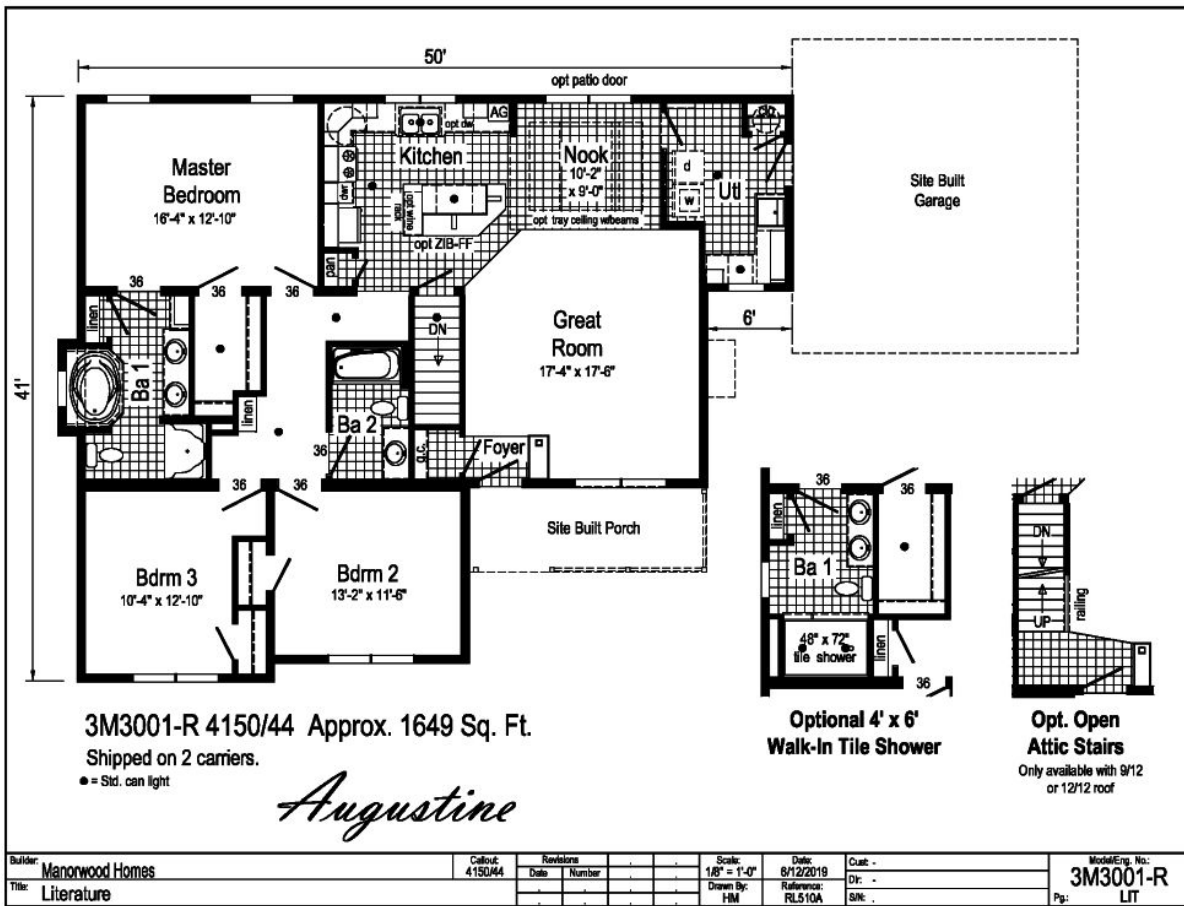 50'
opt patio door
41'
Master
Bedroom
16'-4" x 12'-10"
Kitchen
opt dw
AG
dwr
opt wine
rack
opt ZIB-FF
pan
Nook
10'-2"
x 9'-0"
opt tray ceiling w/beams
d
w
Utl
Site Built
Garage
6'
36
36
36
linen
Ba 1
linen
DN
Great
Room
17'-4" x 17'-6"
Ba 2
36
g.c.
Foyer
36
36
Site Built Porch
Bdrm 3
10'-4" x 12'-10"
Bdrm 2
13'-2" x 11'-6"
36
36
linen
Ba 1
48" x 72"
tile shower
linen
36
Optional 4' x 6'
Walk-In Tile Shower
DN
UP
railing
Opt. Open
Attic Stairs
Only available with 9/12
or 12/12 roof
3M3001-R 4150/44 Approx. 1649 Sq. Ft.
Shipped on 2 carriers.
● = Std. can light
Augustine
Builder: Manorwood Homes
Title: Literature
Callout:
4150/44
Revisions
Date Number
Scale:
1/8" = 1'-0"
Drawn By:
HM
Date:
6/12/2019
Reference:
RL510A
Cust: -
Dlr: -
S/N: .
Model/Eng. No.:
3M3001-R
Pg.: LIT